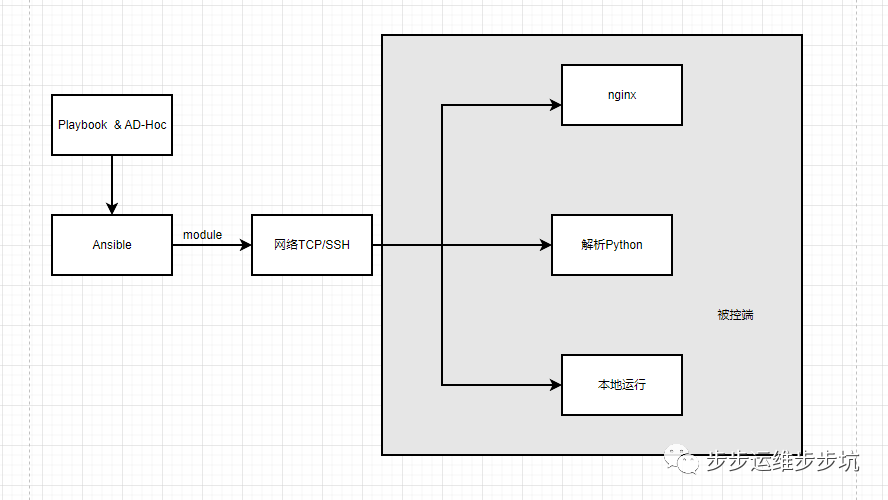 nginx
Playbook & AD-Hoc
Ansible
module
网络TCP/SSH
解析Python
被控端
本地运行
步步运维步步坑